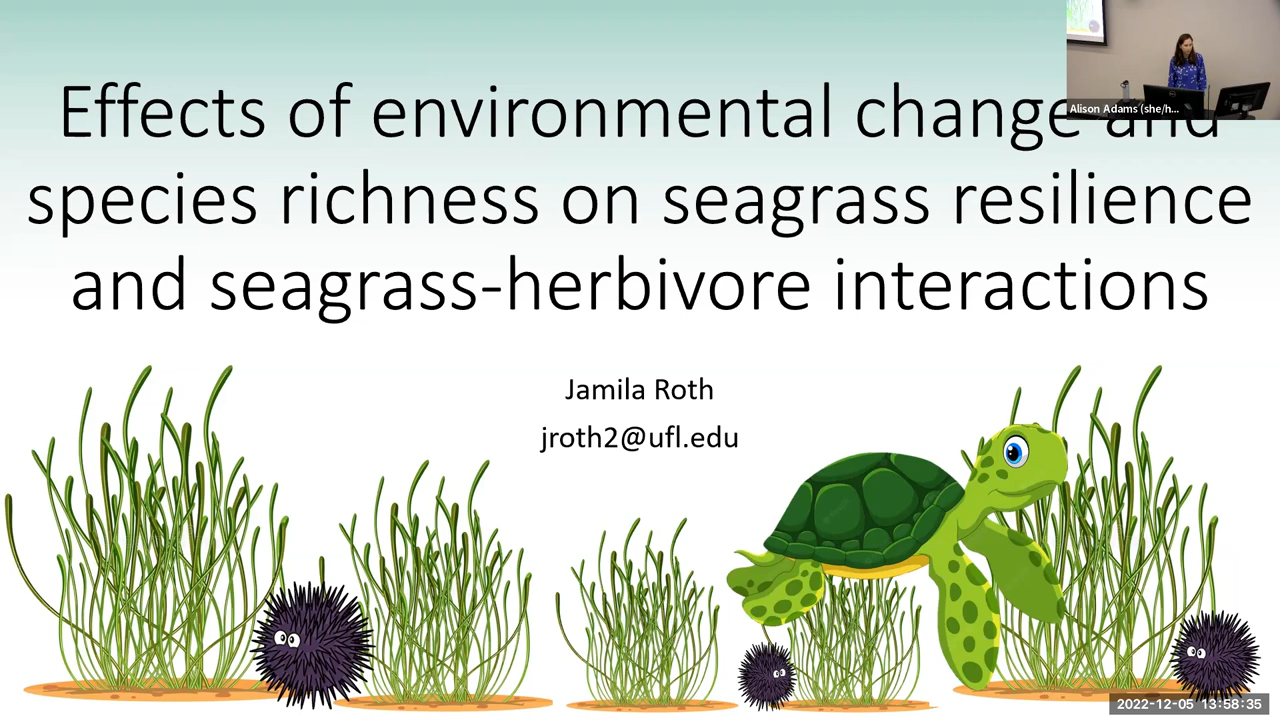 Effects of environmental change and
species richness on seagrass resilience
and seagrass-herbivore interactions
Jamila Roth
jroth2@ufl.edu
Alison Adams (she/h...
2022-12-05 13:58:35